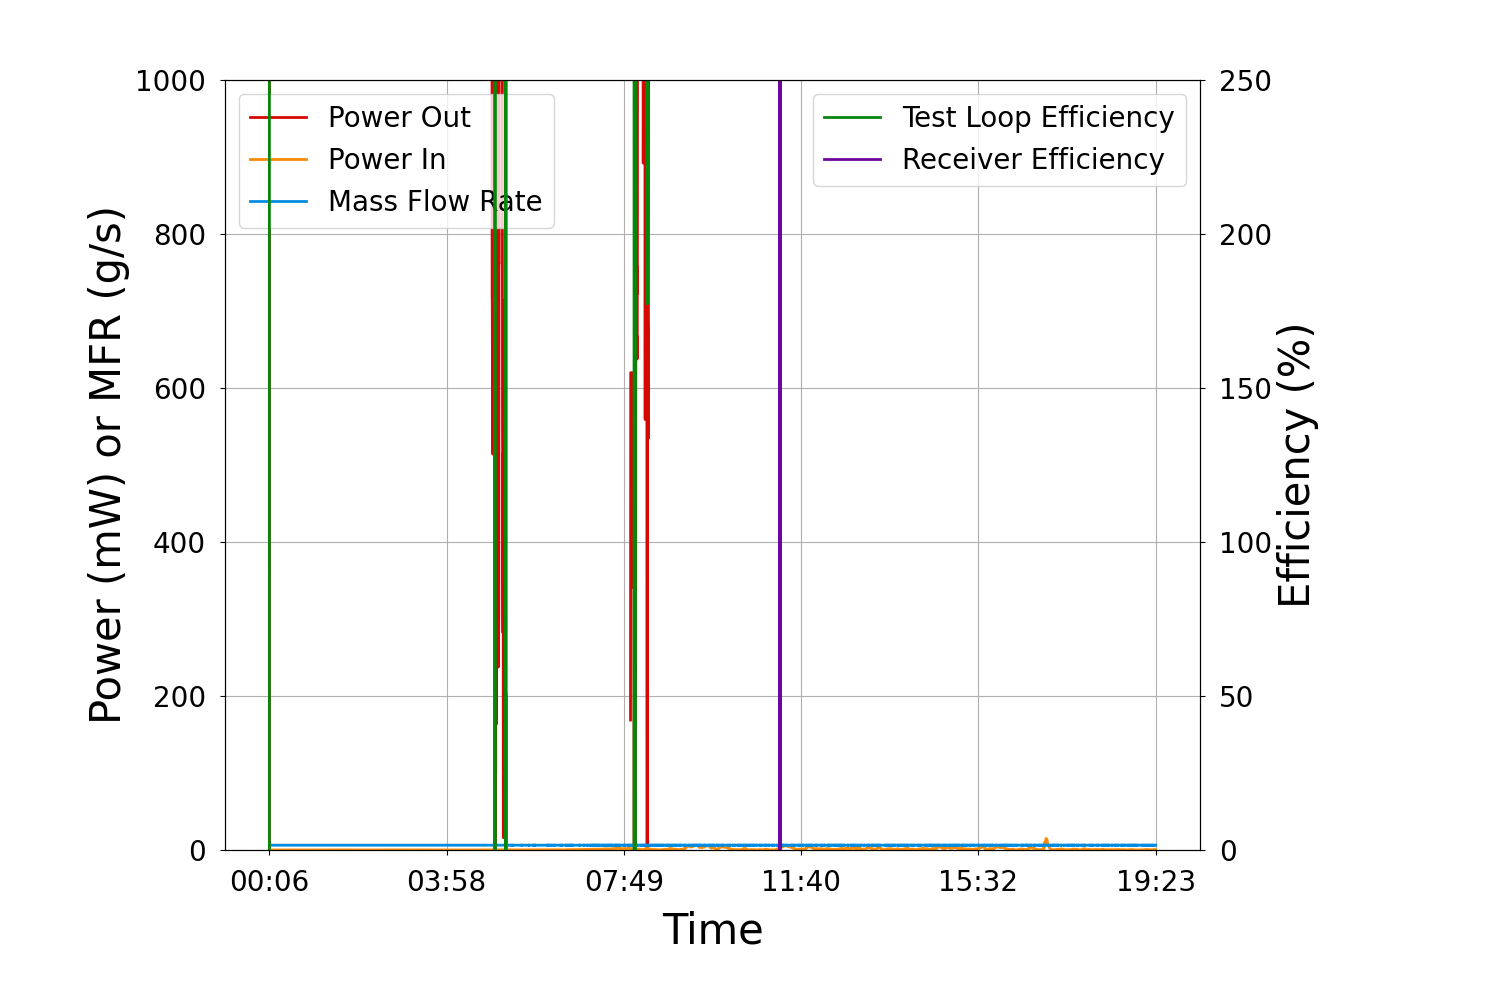 1000
800
600
400
200
0
Power (mW) or MFR (g/s)
Power Out
Power In
Mass Flow Rate
Test Loop Efficiency
Receiver Efficiency
250
200
150
100
50
0
Efficiency (%)
00:06 03:58 07:49 11:40 15:32 19:23
Time